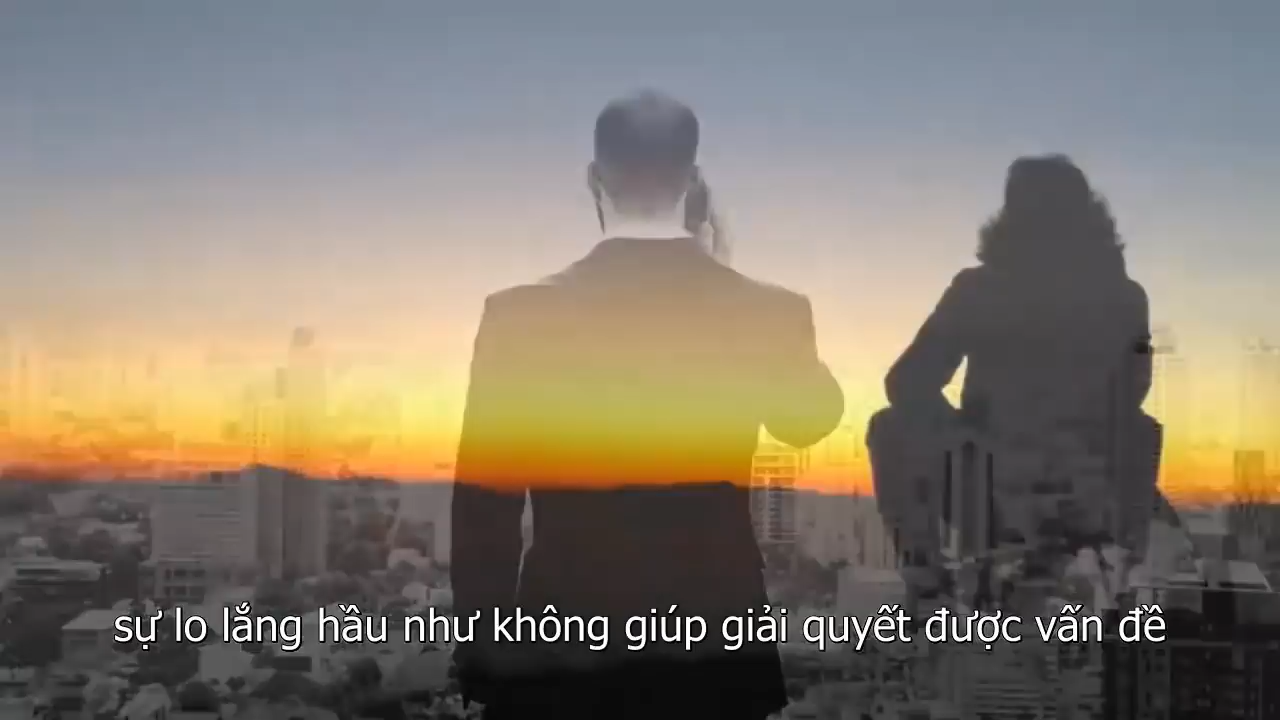 sự lo lắng hầu như không giúp giải quyết được vấn đề